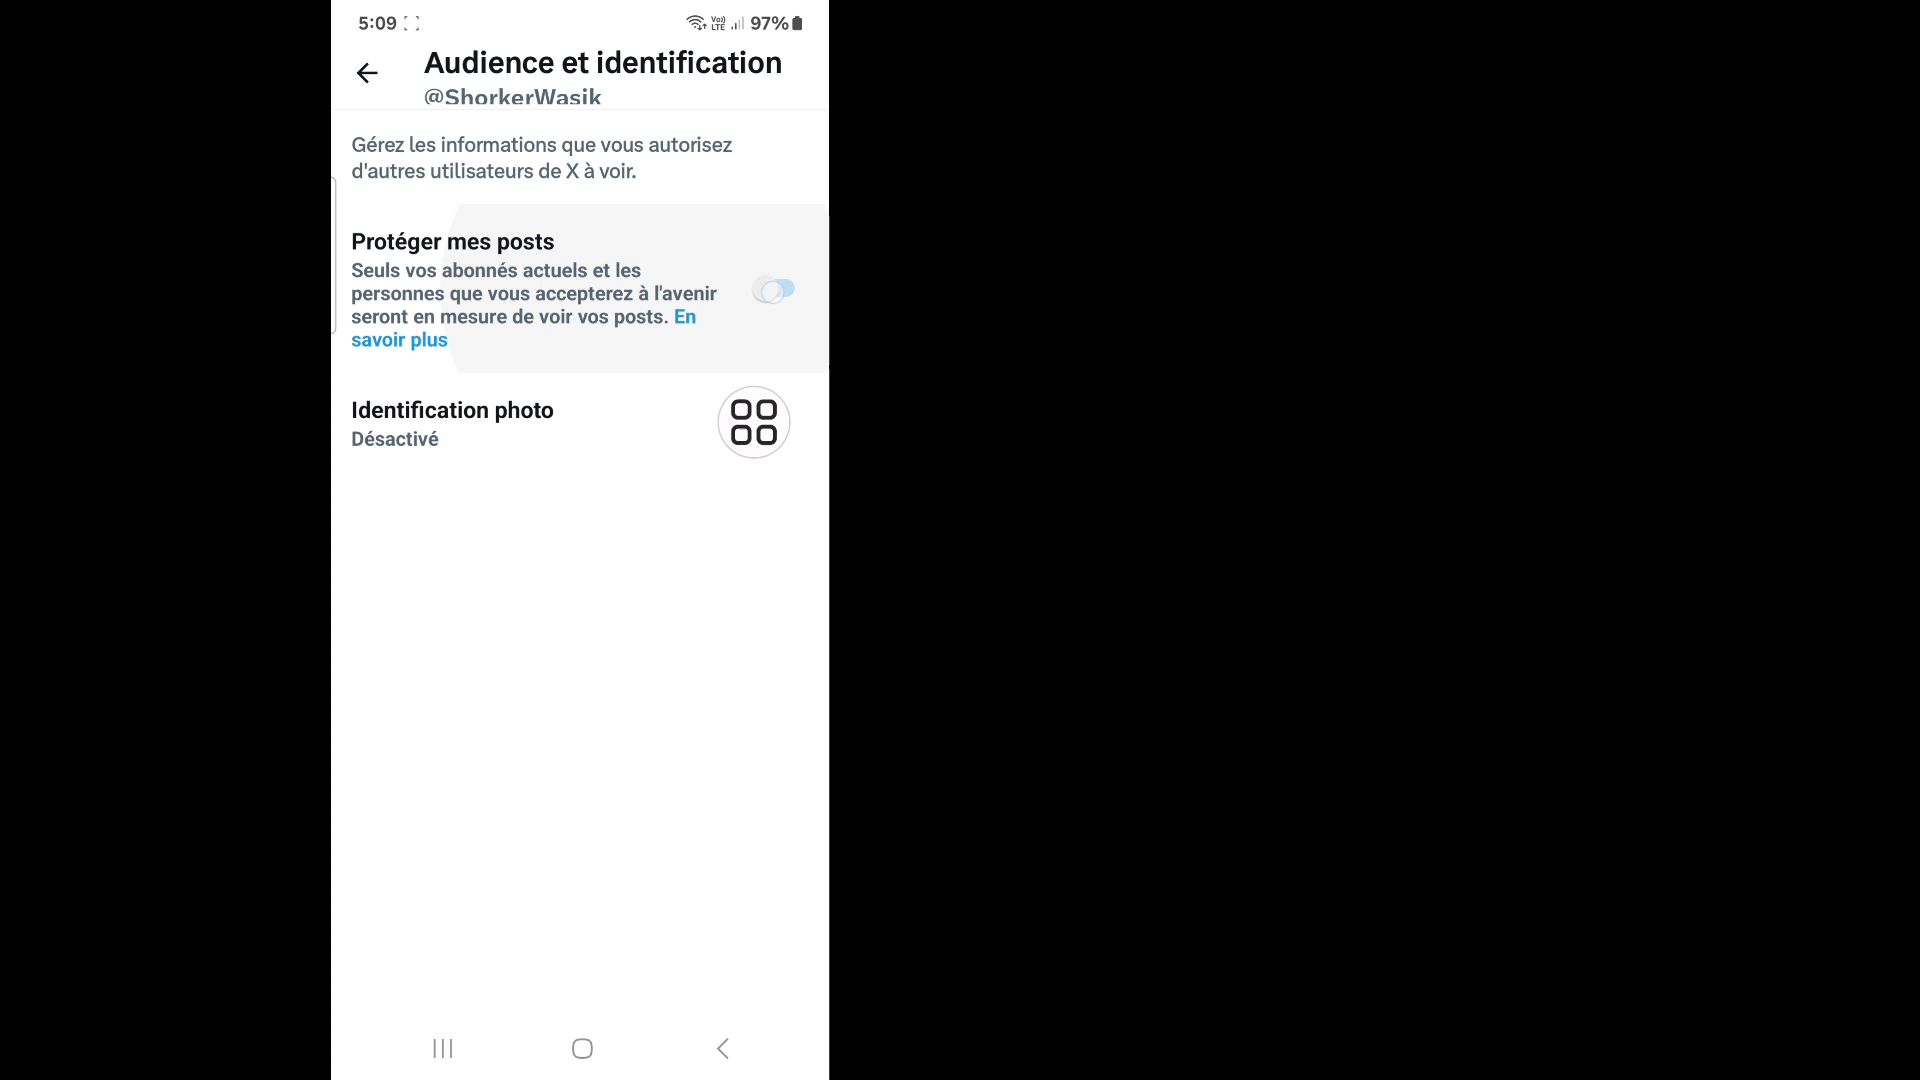 5:09
Vo)) LTE 97%
Audience et identification
@ShorkerWasik
Gérez les informations que vous autorisez
d'autres utilisateurs de X à voir.
Protéger mes posts
Seuls vos abonnés actuels et les
personnes que vous accepterez à l'avenir
seront en mesure de voir vos posts. En
savoir plus
Identification photo
Désactivé